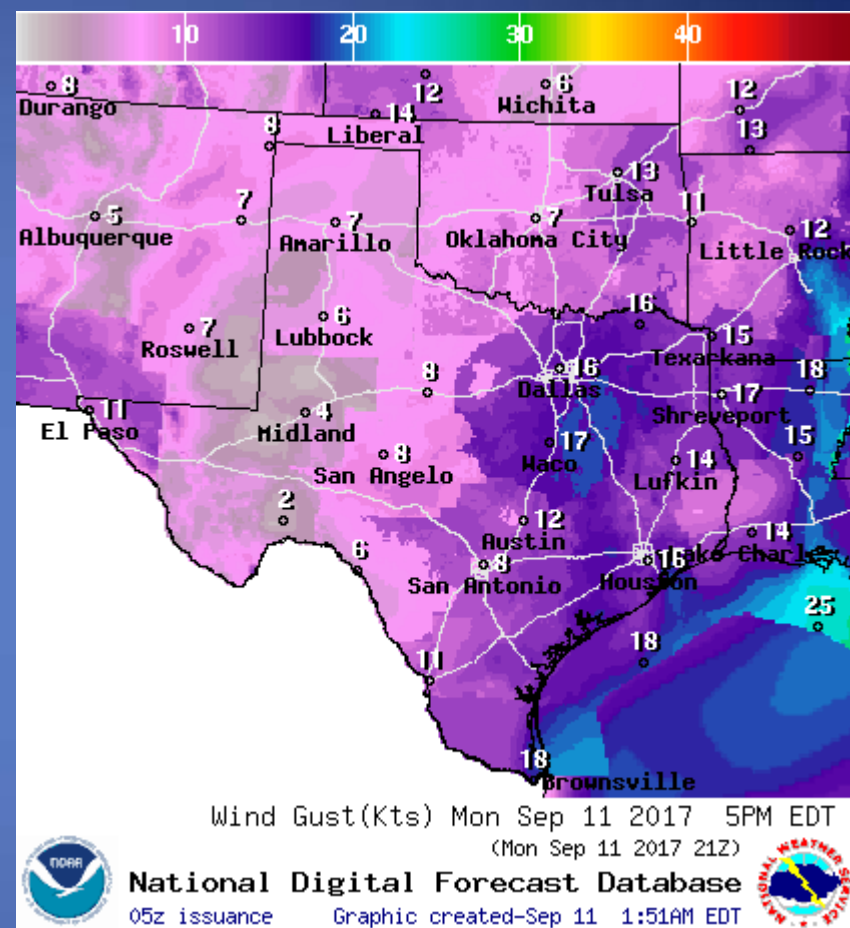 10 20 30 40
8 Durango
12
14 Liberal
6 Wichita
12
13
8
13 Tulsa
5 Albuquerque
7
7 Amarillo
7 Oklahoma City
11
12 Little Rock
7 Roswell
6 Lubbock
16
15 Texarkana
11 El Paso
4 Midland
8
16 Dallas
17 Shreveport
18
8 San Angelo
17 Waco
14 Lufkin
15
2
12 Austin
14
6
8 San Antonio
16 Houston
Lake Charl
25
18
11
18 Brownsville
Wind Gust(Kts) Mon Sep 11 2017 5PM EDT
(Mon Sep 11 2017 21Z)
National Digital Forecast Database
05z issuance Graphic created-Sep 11 1:51AM EDT
NOAA
NATIONAL WEATHER SERVICE